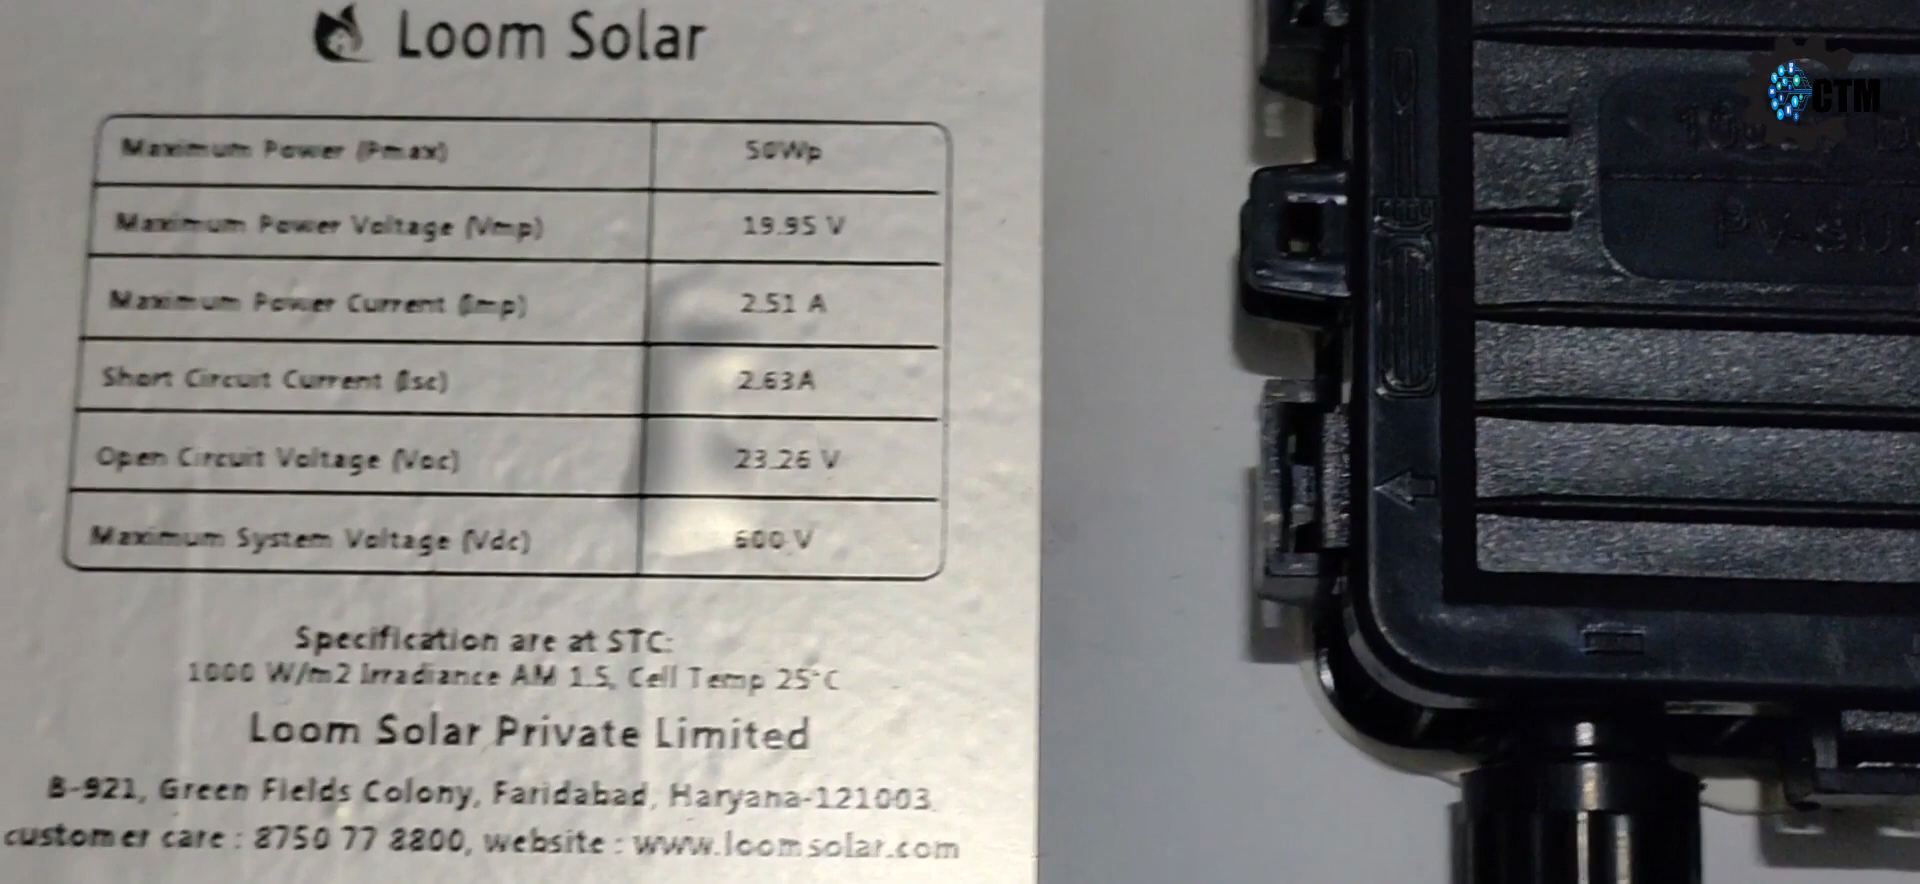 Loom Solar
Maximum Power (Pmax) 50Wp
Maximum Power Voltage (Vmp) 19.95 V
Maximum Power Current (Imp) 2.51 A
Short Circuit Current (Isc) 2.63A
Open Circuit Voltage (Voc) 23.26 V
Maximum System Voltage (Vdc) 600 V
Specification are at STC:
1000 W/m2 Irradiance AM 1.5, Cell Temp 25°C
Loom Solar Private Limited
B-921, Green Fields Colony, Faridabad, Haryana-121003.
customer care : 8750 77 8800, website : www.loomsolar.com
CTM